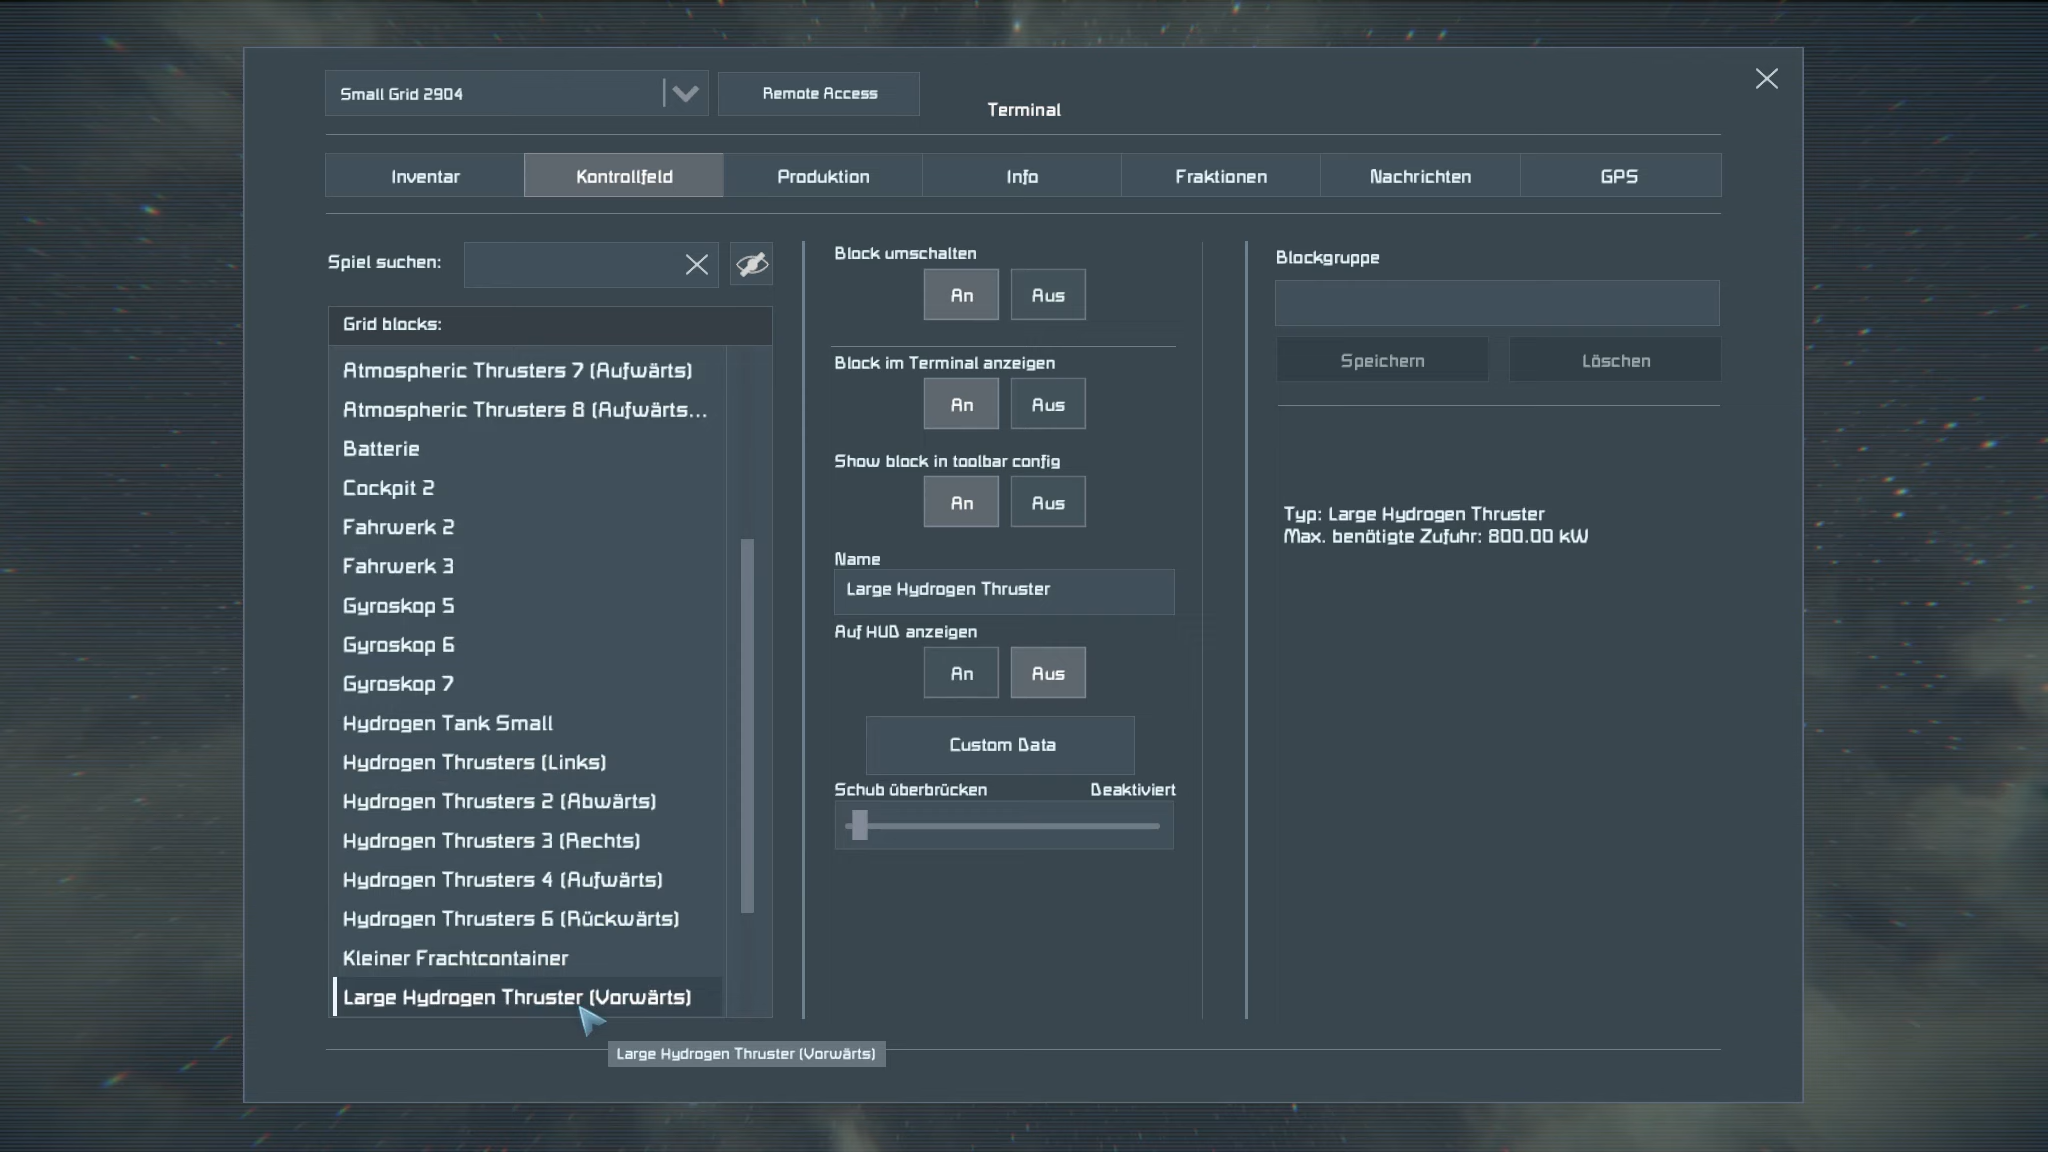 Small Grid 2904
Remote Access
Terminal
Inventar
Kontrollfeld
Produktion
Info
Fraktionen
Nachrichten
GPS
Spiel suchen:
Grid blocks:
Atmospheric Thrusters 7 (Aufwärts)
Atmospheric Thrusters 8 (Aufwärts...
Batterie
Cockpit 2
Fahrwerk 2
Fahrwerk 3
Gyroskop 5
Gyroskop 6
Gyroskop 7
Hydrogen Tank Small
Hydrogen Thrusters (Links)
Hydrogen Thrusters 2 (Abwärts)
Hydrogen Thrusters 3 (Rechts)
Hydrogen Thrusters 4 (Aufwärts)
Hydrogen Thrusters 6 (Rückwärts)
Kleiner Frachtcontainer
Large Hydrogen Thruster (Vorwärts)
Large Hydrogen Thruster (Vorwärts)
Block umschalten
An Aus
Block im Terminal anzeigen
An Aus
Show block in toolbar config
An Aus
Name
Large Hydrogen Thruster
Auf HUD anzeigen
An Aus
Custom Data
Schub überbrücken Deaktiviert
Blockgruppe
Speichern Löschen
Typ: Large Hydrogen Thruster
Max. benötigte Zufuhr: 800.00 kW